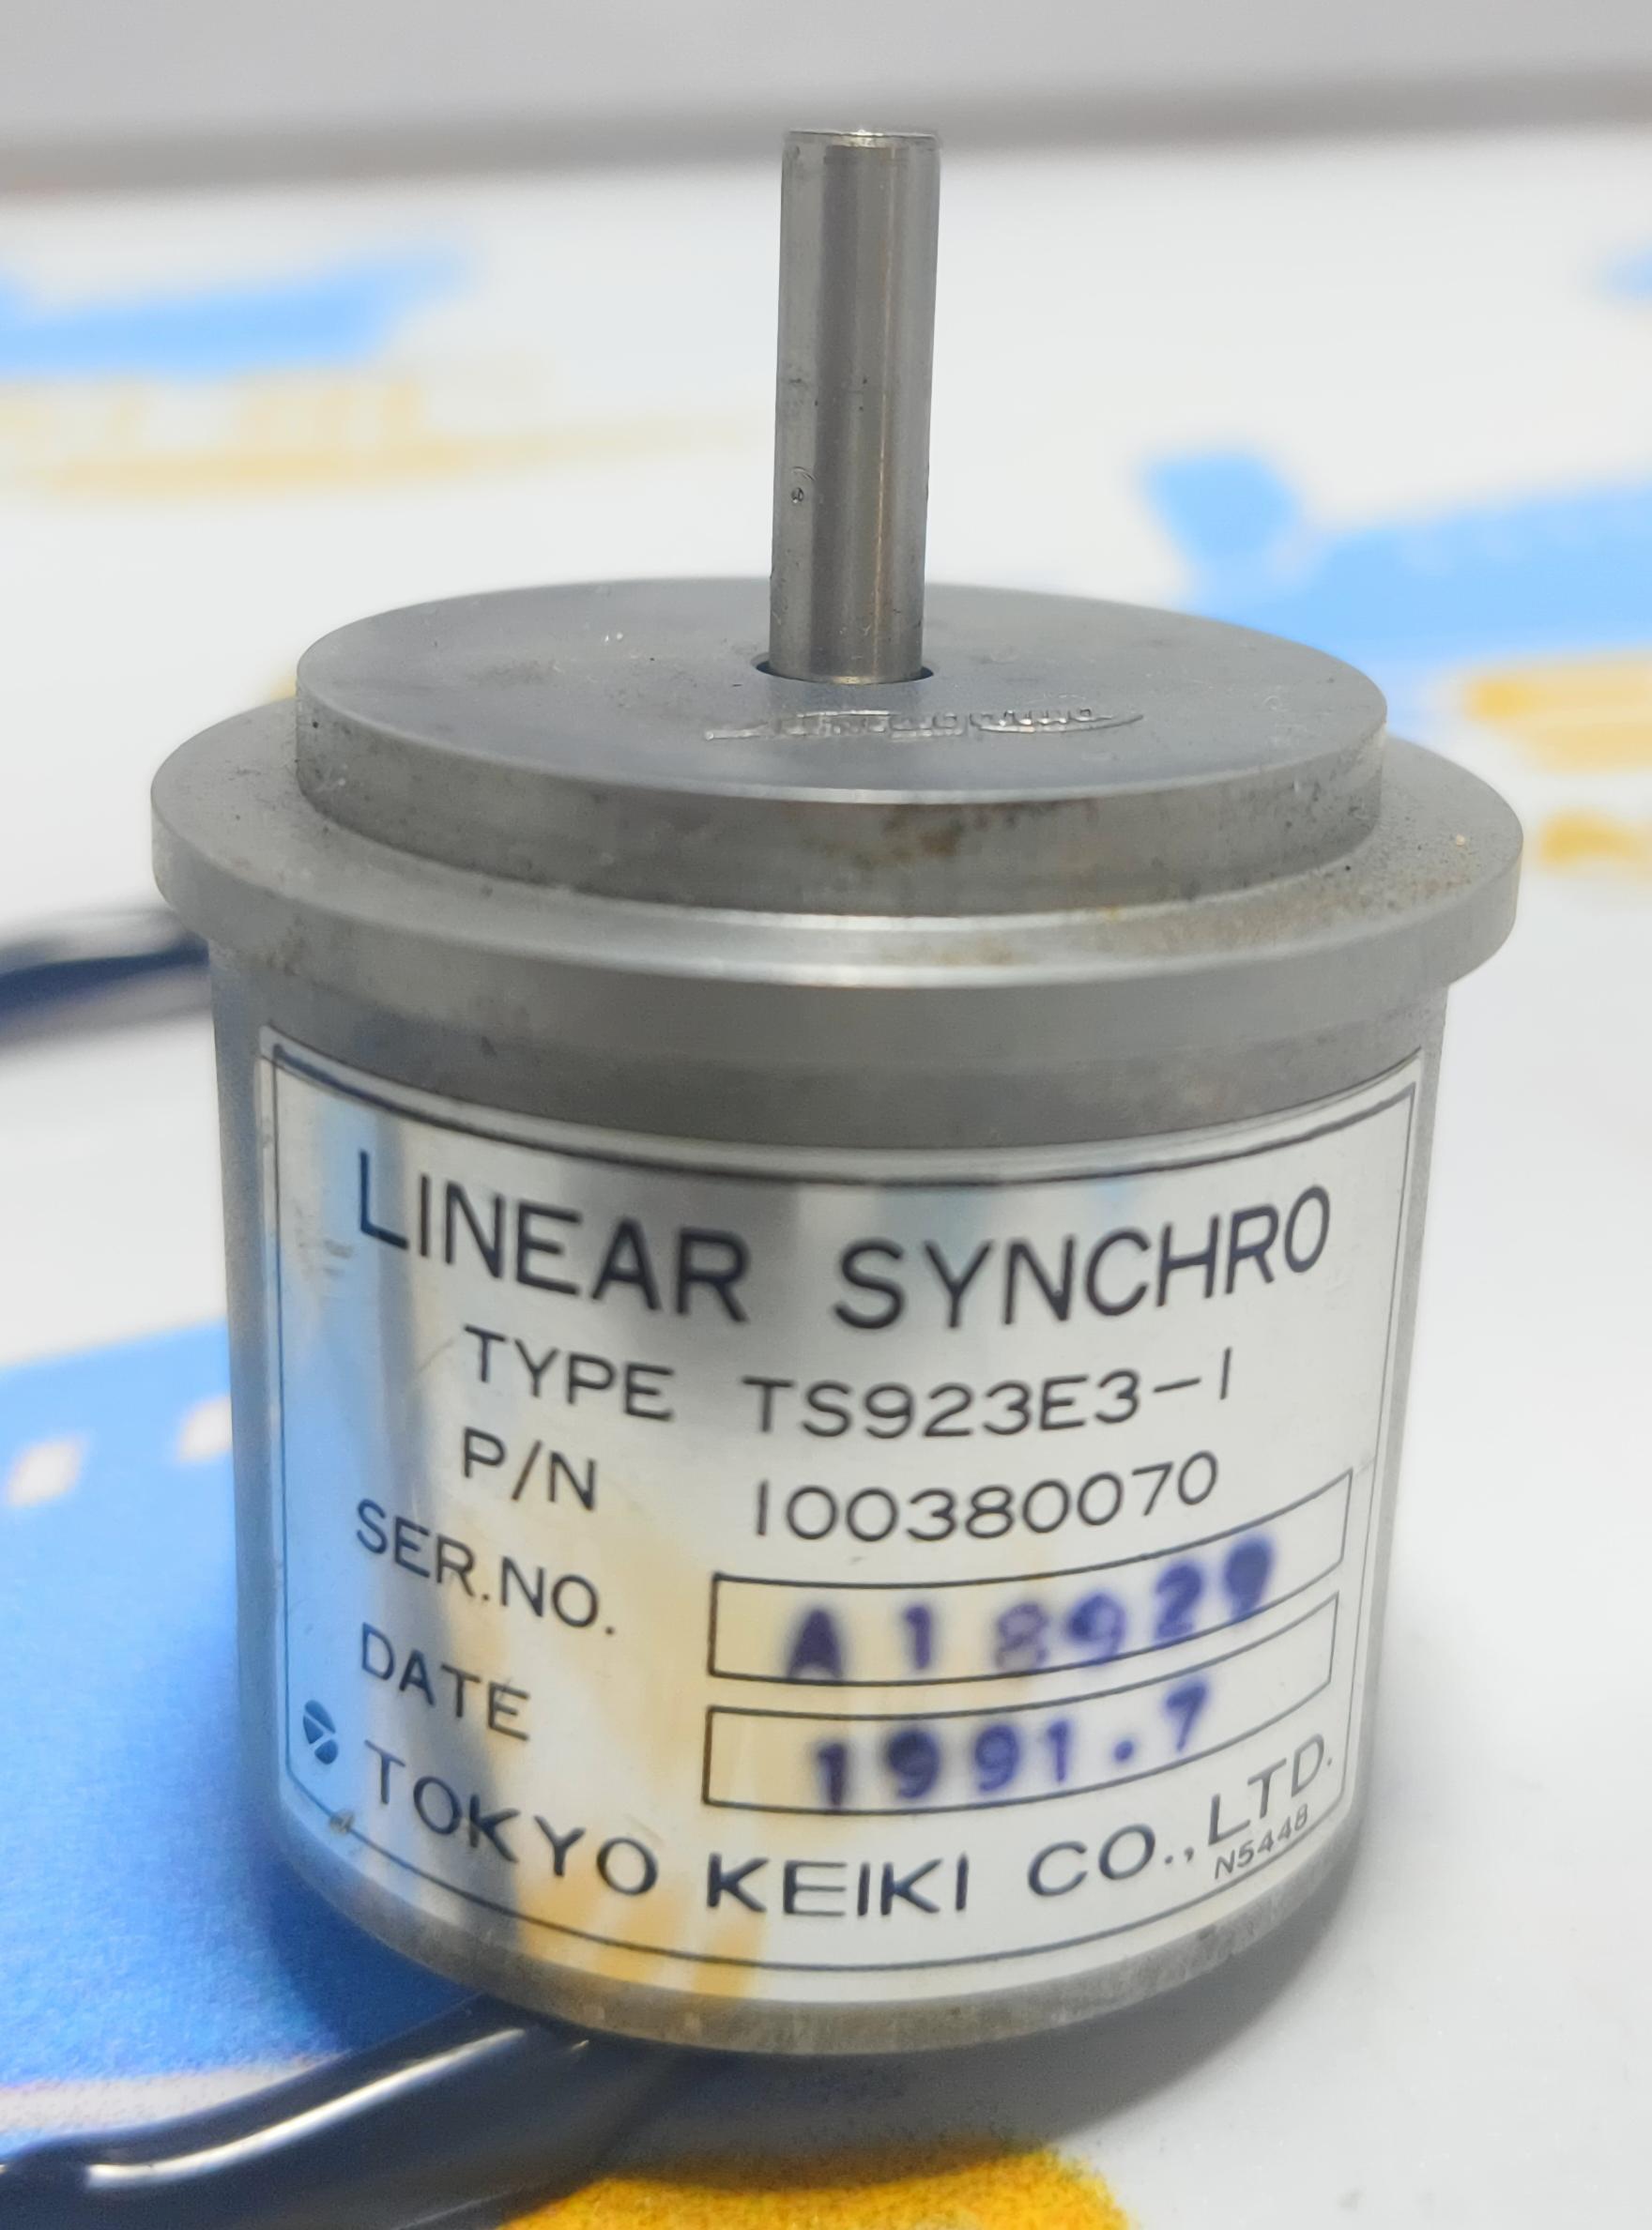 LINEAR SYNCHRO
TYPE TS923E3-1
P/N 100380070
SER.NO. A18929
DATE 1991.7
TOKYO KEIKI CO., LTD.
N5448